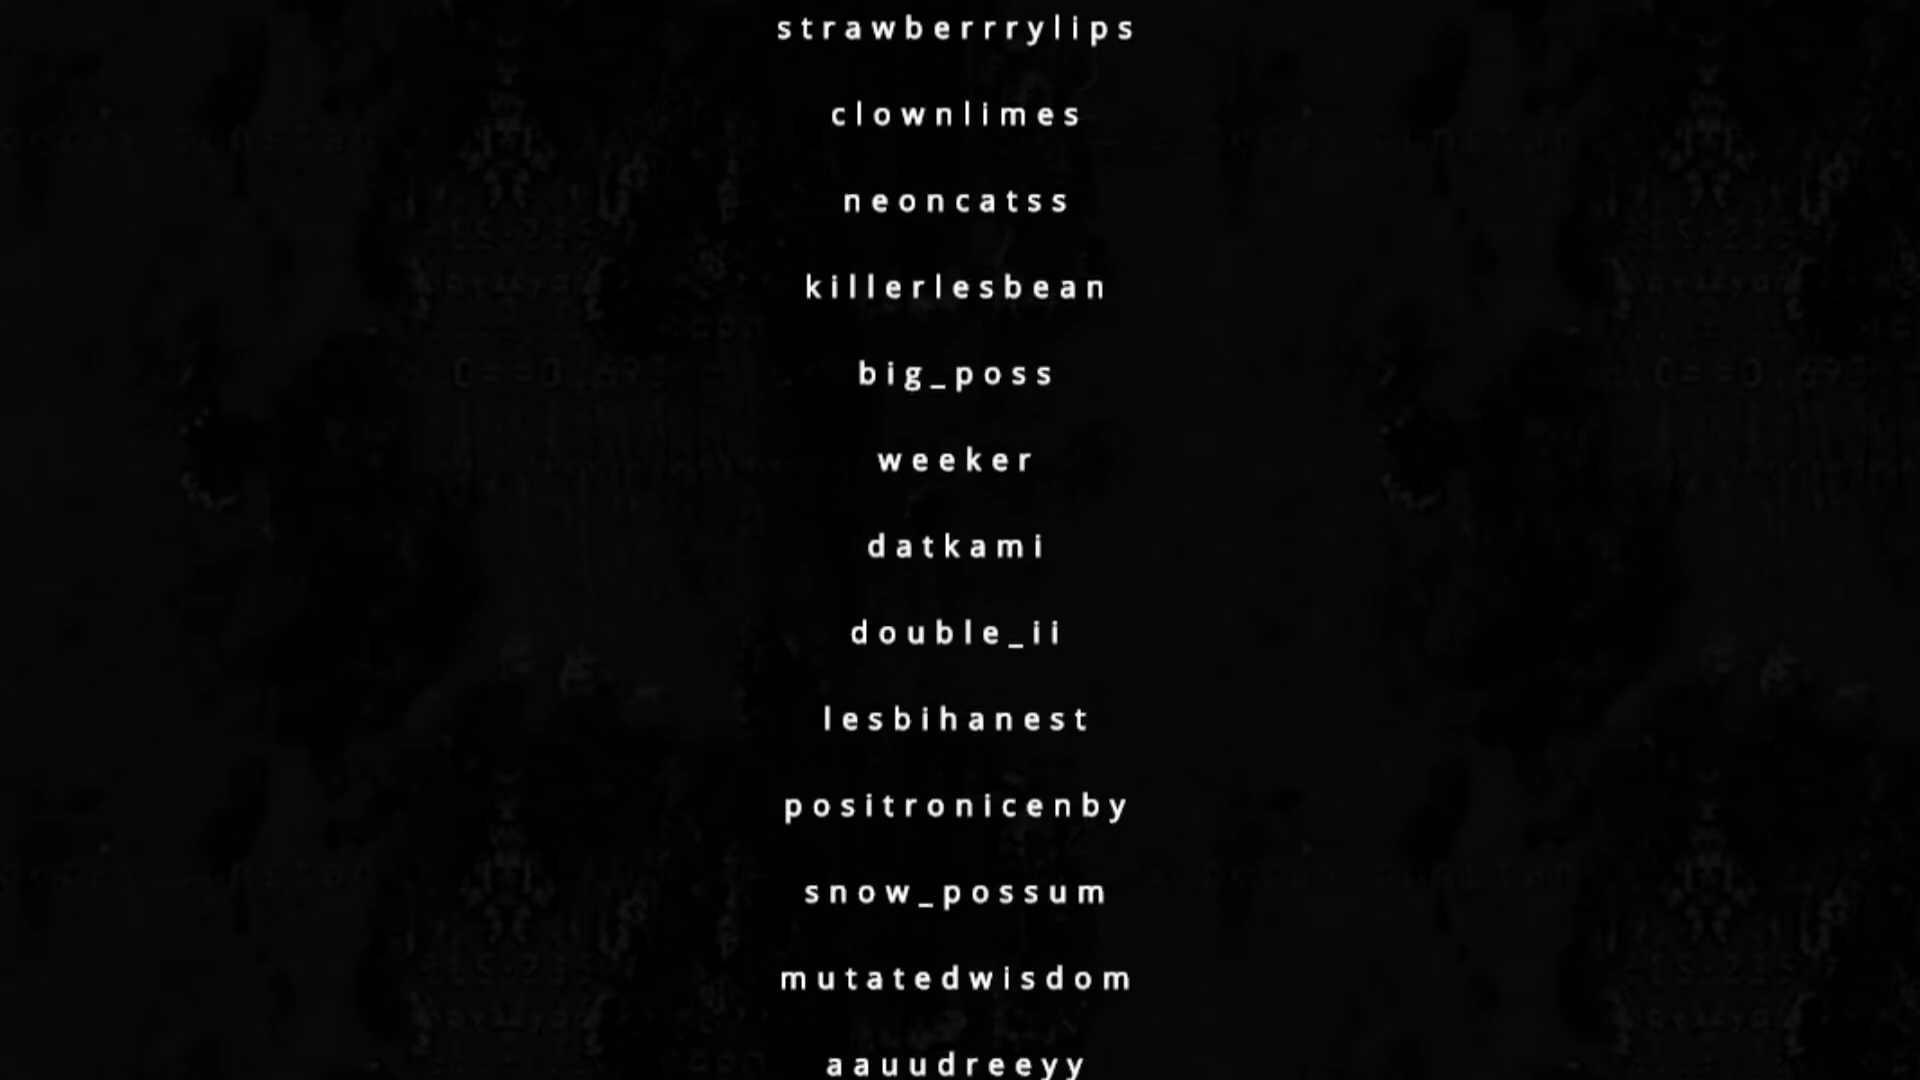 strawberrrylips
clownlimes
neoncatss
killerlesbean
big_poss
weeker
datkami
double_ii
lesbihanest
positronicenby
snow_possum
mutatedwisdom
aauudreeyy